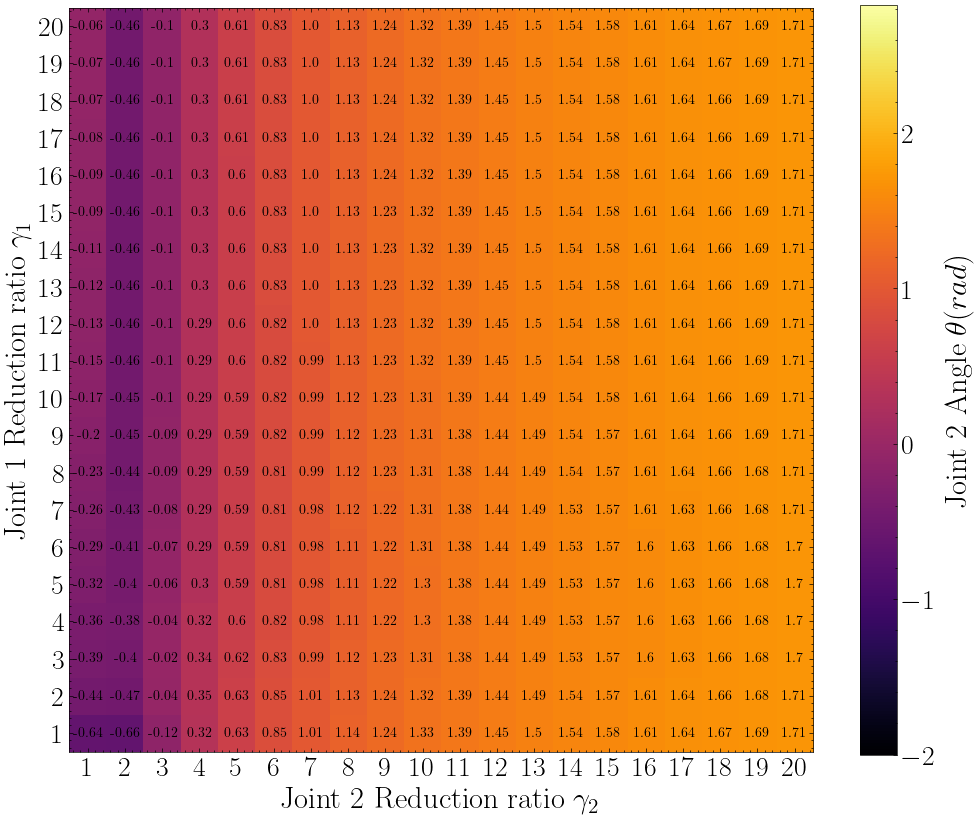 20 -0.06 -0.46 -0.1 0.3 0.61 0.83 1.0 1.13 1.24 1.32 1.39 1.45 1.5 1.54 1.58 1.61 1.64 1.67 1.69 1.71
19 -0.07 -0.46 -0.1 0.3 0.61 0.83 1.0 1.13 1.24 1.32 1.39 1.45 1.5 1.54 1.58 1.61 1.64 1.67 1.69 1.71
18 -0.07 -0.46 -0.1 0.3 0.61 0.83 1.0 1.13 1.24 1.32 1.39 1.45 1.5 1.54 1.58 1.61 1.64 1.66 1.69 1.71
17 -0.08 -0.46 -0.1 0.3 0.61 0.83 1.0 1.13 1.24 1.32 1.39 1.45 1.5 1.54 1.58 1.61 1.64 1.66 1.69 1.71
16 -0.09 -0.46 -0.1 0.3 0.6 0.83 1.0 1.13 1.24 1.32 1.39 1.45 1.5 1.54 1.58 1.61 1.64 1.66 1.69 1.71
15 -0.09 -0.46 -0.1 0.3 0.6 0.83 1.0 1.13 1.23 1.32 1.39 1.45 1.5 1.54 1.58 1.61 1.64 1.66 1.69 1.71
14 -0.11 -0.46 -0.1 0.3 0.6 0.83 1.0 1.13 1.23 1.32 1.39 1.45 1.5 1.54 1.58 1.61 1.64 1.66 1.69 1.71
13 -0.12 -0.46 -0.1 0.3 0.6 0.83 1.0 1.13 1.23 1.32 1.39 1.45 1.5 1.54 1.58 1.61 1.64 1.66 1.69 1.71
12 -0.13 -0.46 -0.1 0.29 0.6 0.82 1.0 1.13 1.23 1.32 1.39 1.45 1.5 1.54 1.58 1.61 1.64 1.66 1.69 1.71
11 -0.15 -0.46 -0.1 0.29 0.6 0.82 0.99 1.13 1.23 1.32 1.39 1.45 1.5 1.54 1.58 1.61 1.64 1.66 1.69 1.71
10 -0.17 -0.45 -0.1 0.29 0.59 0.82 0.99 1.12 1.23 1.31 1.39 1.44 1.49 1.54 1.58 1.61 1.64 1.66 1.69 1.71
9 -0.2 -0.45 -0.09 0.29 0.59 0.82 0.99 1.12 1.23 1.31 1.38 1.44 1.49 1.54 1.57 1.61 1.64 1.66 1.69 1.71
8 -0.23 -0.44 -0.09 0.29 0.59 0.81 0.99 1.12 1.23 1.31 1.38 1.44 1.49 1.54 1.57 1.61 1.64 1.66 1.68 1.71
7 -0.26 -0.43 -0.08 0.29 0.59 0.81 0.98 1.12 1.22 1.31 1.38 1.44 1.49 1.53 1.57 1.61 1.63 1.66 1.68 1.71
6 -0.29 -0.41 -0.07 0.29 0.59 0.81 0.98 1.11 1.22 1.31 1.38 1.44 1.49 1.53 1.57 1.6 1.63 1.66 1.68 1.7
5 -0.32 -0.4 -0.06 0.3 0.59 0.81 0.98 1.11 1.22 1.3 1.38 1.44 1.49 1.53 1.57 1.6 1.63 1.66 1.68 1.7
4 -0.36 -0.38 -0.04 0.32 0.6 0.82 0.98 1.11 1.22 1.3 1.38 1.44 1.49 1.53 1.57 1.6 1.63 1.66 1.68 1.7
3 -0.39 -0.4 -0.02 0.34 0.62 0.83 0.99 1.12 1.23 1.31 1.38 1.44 1.49 1.53 1.57 1.6 1.63 1.66 1.68 1.7
2 -0.44 -0.47 -0.04 0.35 0.63 0.85 1.01 1.13 1.24 1.32 1.39 1.44 1.49 1.54 1.57 1.61 1.64 1.66 1.68 1.71
1 -0.64 -0.66 -0.12 0.32 0.63 0.85 1.01 1.14 1.24 1.33 1.39 1.45 1.5 1.54 1.58 1.61 1.64 1.66 1.69 1.71
1 2 3 4 5 6 7 8 9 10 11 12 13 14 15 16 17 18 19 20
Joint 2 Reduction ratio γ₂
Joint 1 Reduction ratio γ₁
2
1
0
−1
−2
Joint 2 Angle θ(rad)